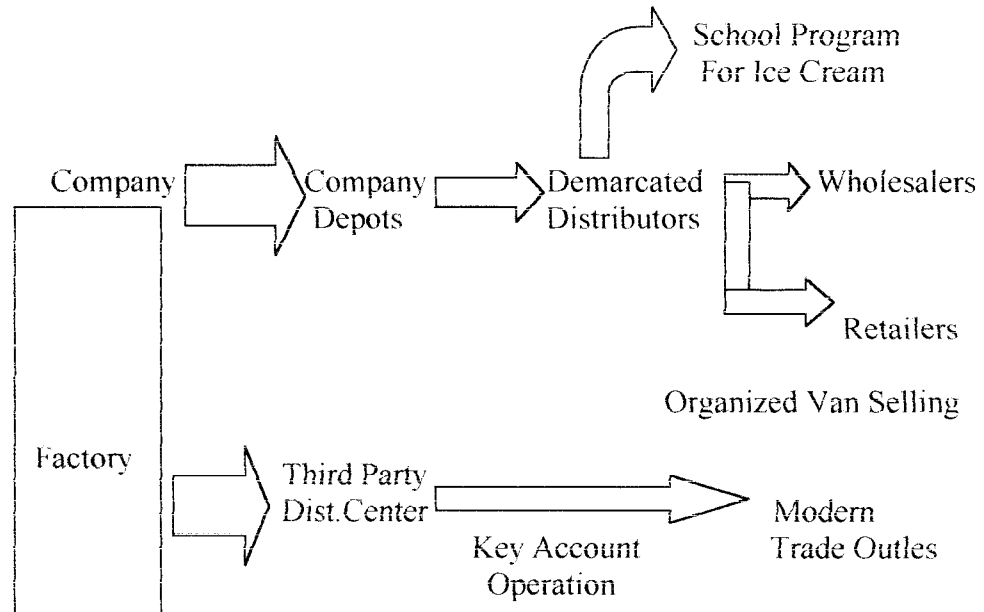 School Program
For Ice Cream
Company
Company
Depots
Demarcated
Distributors
Wholesalers
Retailers
Organized Van Selling
Factory
Third Party
Dist.Center
Key Account
Operation
Modern
Trade Outles